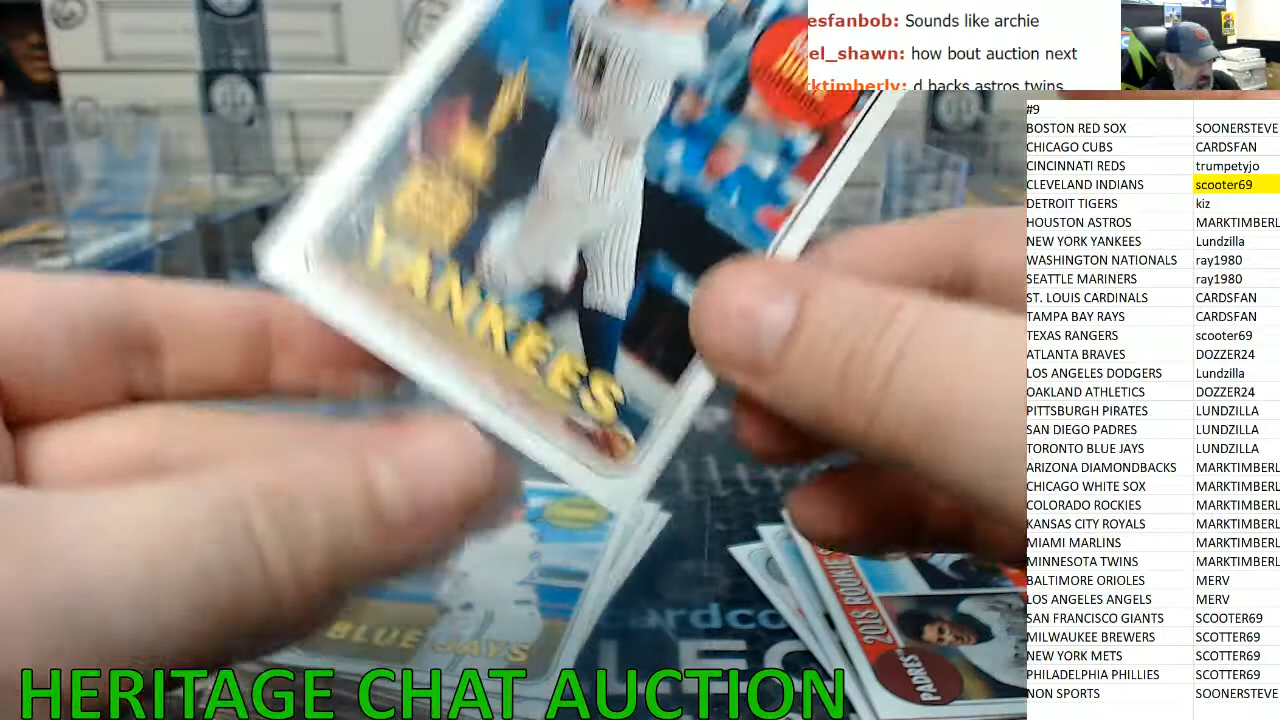 esfanbob: Sounds like archie
el_shawn: how bout auction next
ktimberly: d backs astros twins
#9
BOSTON RED SOX SOONERSTEVE
CHICAGO CUBS CARDSFAN
CINCINNATI REDS trumpetyjo
CLEVELAND INDIANS scooter69
DETROIT TIGERS kiz
HOUSTON ASTROS MARKTIMBERL
NEW YORK YANKEES Lundzilla
WASHINGTON NATIONALS ray1980
SEATTLE MARINERS ray1980
ST. LOUIS CARDINALS CARDSFAN
TAMPA BAY RAYS CARDSFAN
TEXAS RANGERS scooter69
ATLANTA BRAVES DOZZER24
LOS ANGELES DODGERS Lundzilla
OAKLAND ATHLETICS DOZZER24
PITTSBURGH PIRATES LUNDZILLA
SAN DIEGO PADRES LUNDZILLA
TORONTO BLUE JAYS LUNDZILLA
ARIZONA DIAMONDBACKS MARKTIMBERL
CHICAGO WHITE SOX MARKTIMBERL
COLORADO ROCKIES MARKTIMBERL
KANSAS CITY ROYALS MARKTIMBERL
MIAMI MARLINS MARKTIMBERL
MINNESOTA TWINS MARKTIMBERL
BALTIMORE ORIOLES MERV
LOS ANGELES ANGELS MERV
SAN FRANCISCO GIANTS SCOOTER69
MILWAUKEE BREWERS SCOTTER69
NEW YORK METS SCOTTER69
PHILADELPHIA PHILLIES SCOTTER69
NON SPORTS SOONERSTEVE
YANKEES
BLUE JAYS
2018 ROOKIE S
PADRES
ardco
HERITAGE CHAT AUCTION